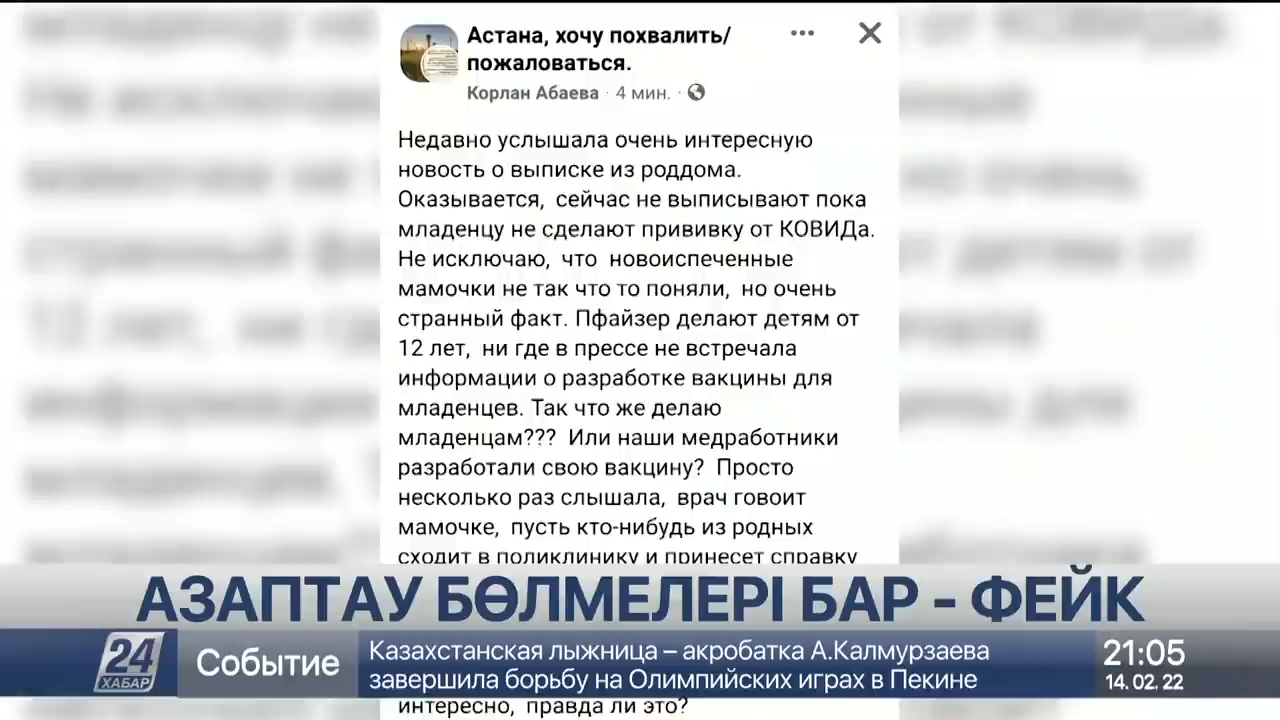 Астана, хочу похвалить/
пожаловаться.
Корлан Абаева · 4 мин. ·
Недавно услышала очень интересную
новость о выписке из роддома.
Оказывается, сейчас не выписывают пока
младенцу не сделают прививку от КОВИДа.
Не исключаю, что новоиспеченные
мамочки не так что то поняли, но очень
странный факт. Пфайзер делают детям от
12 лет, ни где в прессе не встречала
информации о разработке вакцины для
младенцев. Так что же делаю
младенцам??? Или наши медработники
разработали свою вакцину? Просто
несколько раз слышала, врач говоит
мамочке, пусть кто-нибудь из родных
сходит в поликлинику и принесет справку
АЗАПТАУ БӨЛМЕЛЕРІ БАР - ФЕЙК
24
ХАБАР
Событие
Казахстанская лыжница – акробатка А.Калмурзаева
завершила борьбу на Олимпийских играх в Пекине
21:05
14. 02. 22
интересно, правда ли это?